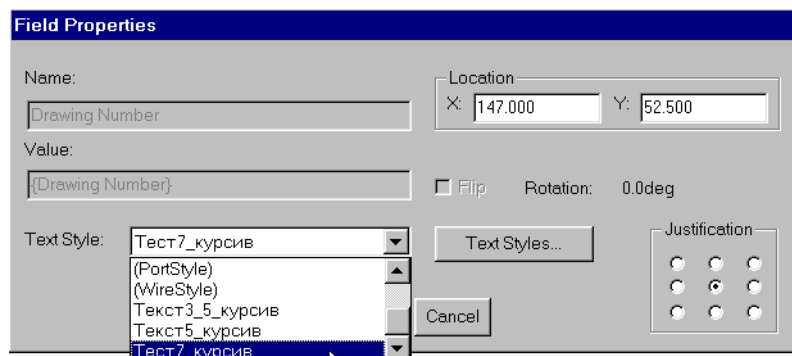 Field Properties
Name:
Drawing Number
Location
X: 147.000 Y: 52.500
Value:
{Drawing Number}
Flip Rotation: 0.0deg
Text Style: Тест7_курсив Text Styles... Justification
(PortStyle)
(WireStyle)
Текст3_5_курсив
Текст5_курсив
Cancel
Тест7_курсив